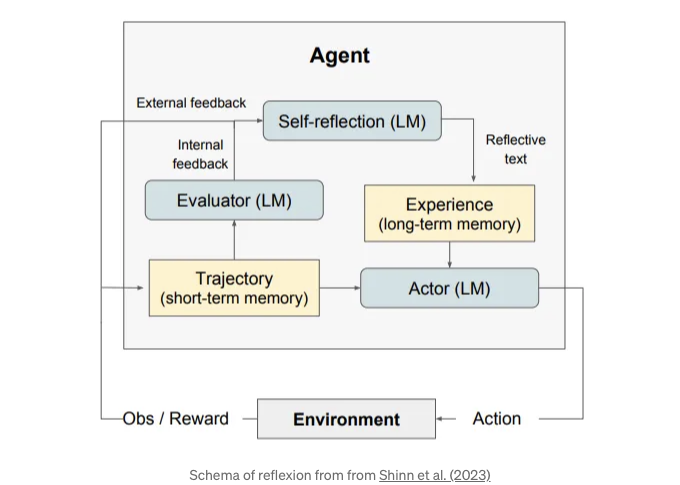 Agent
External feedback
Self-reflection (LM)
Internal
feedback
Reflective
text
Evaluator (LM)
Experience
(long-term memory)
Trajectory
(short-term memory)
Actor (LM)
Obs / Reward
Environment
Action
Schema of reflexion from from Shinn et al. (2023)